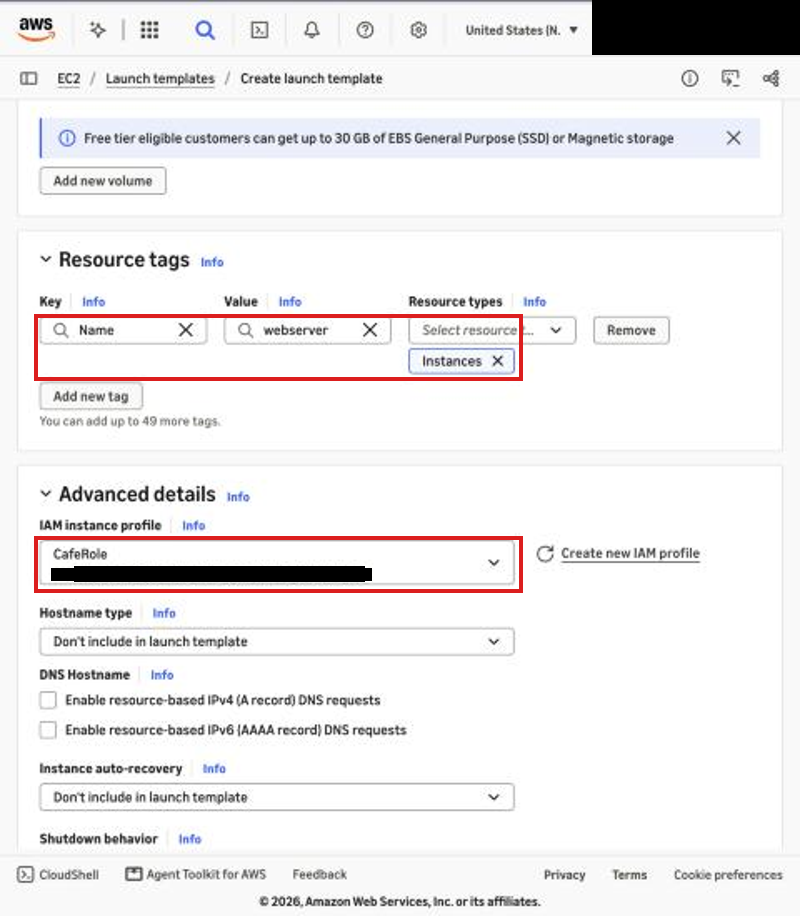 aws
United States (N.
EC2 / Launch templates / Create launch template
Free tier eligible customers can get up to 30 GB of EBS General Purpose (SSD) or Magnetic storage
Add new volume
Resource tags Info
Key Info Value Info Resource types Info
Name webserver Select resource t... Remove
Instances
Add new tag
You can add up to 49 more tags.
Advanced details Info
IAM instance profile Info
CafeRole
Create new IAM profile
Hostname type Info
Don't include in launch template
DNS Hostname Info
Enable resource-based IPv4 (A record) DNS requests
Enable resource-based IPv6 (AAAA record) DNS requests
Instance auto-recovery Info
Don't include in launch template
Shutdown behavior Info
CloudShell Agent Toolkit for AWS Feedback Privacy Terms Cookie preferences
© 2026, Amazon Web Services, Inc. or its affiliates.